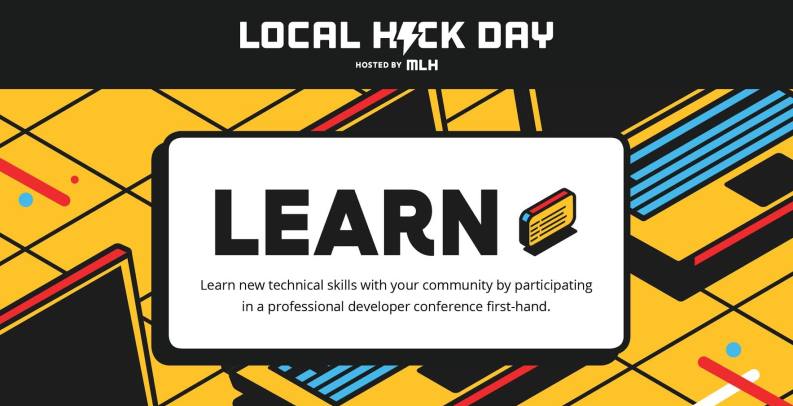 LOCAL HACK DAY
HOSTED BY MLH
LEARN
Learn new technical skills with your community by participating
in a professional developer conference first-hand.